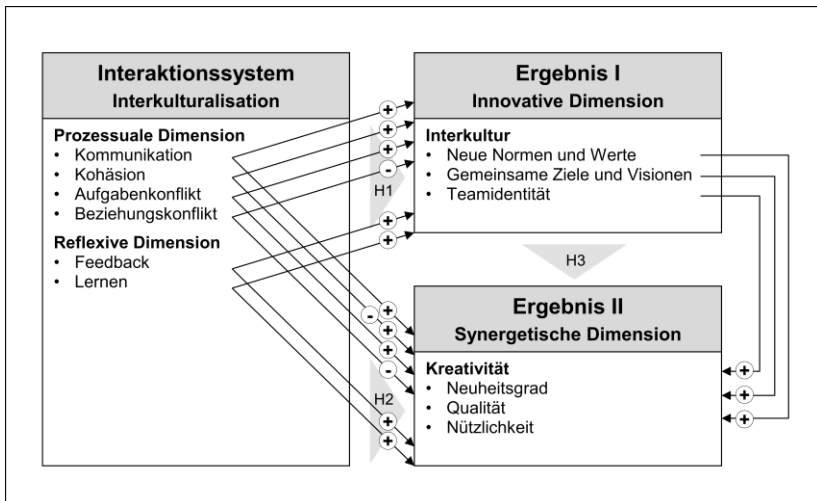 Interaktionssystem
Interkulturalisation
Prozessuale Dimension
• Kommunikation
• Kohäsion
• Aufgabenkonflikt
• Beziehungskonflikt
Reflexive Dimension
• Feedback
• Lernen
+
+
+
-
H1
+
+
Ergebnis I
Innovative Dimension
Interkultur
• Neue Normen und Werte
• Gemeinsame Ziele und Visionen
• Teamidentität
H3
- +
+
+
-
H2
+
+
Ergebnis II
Synergetische Dimension
Kreativität
• Neuheitsgrad
• Qualität
• Nützlichkeit
+
+
+